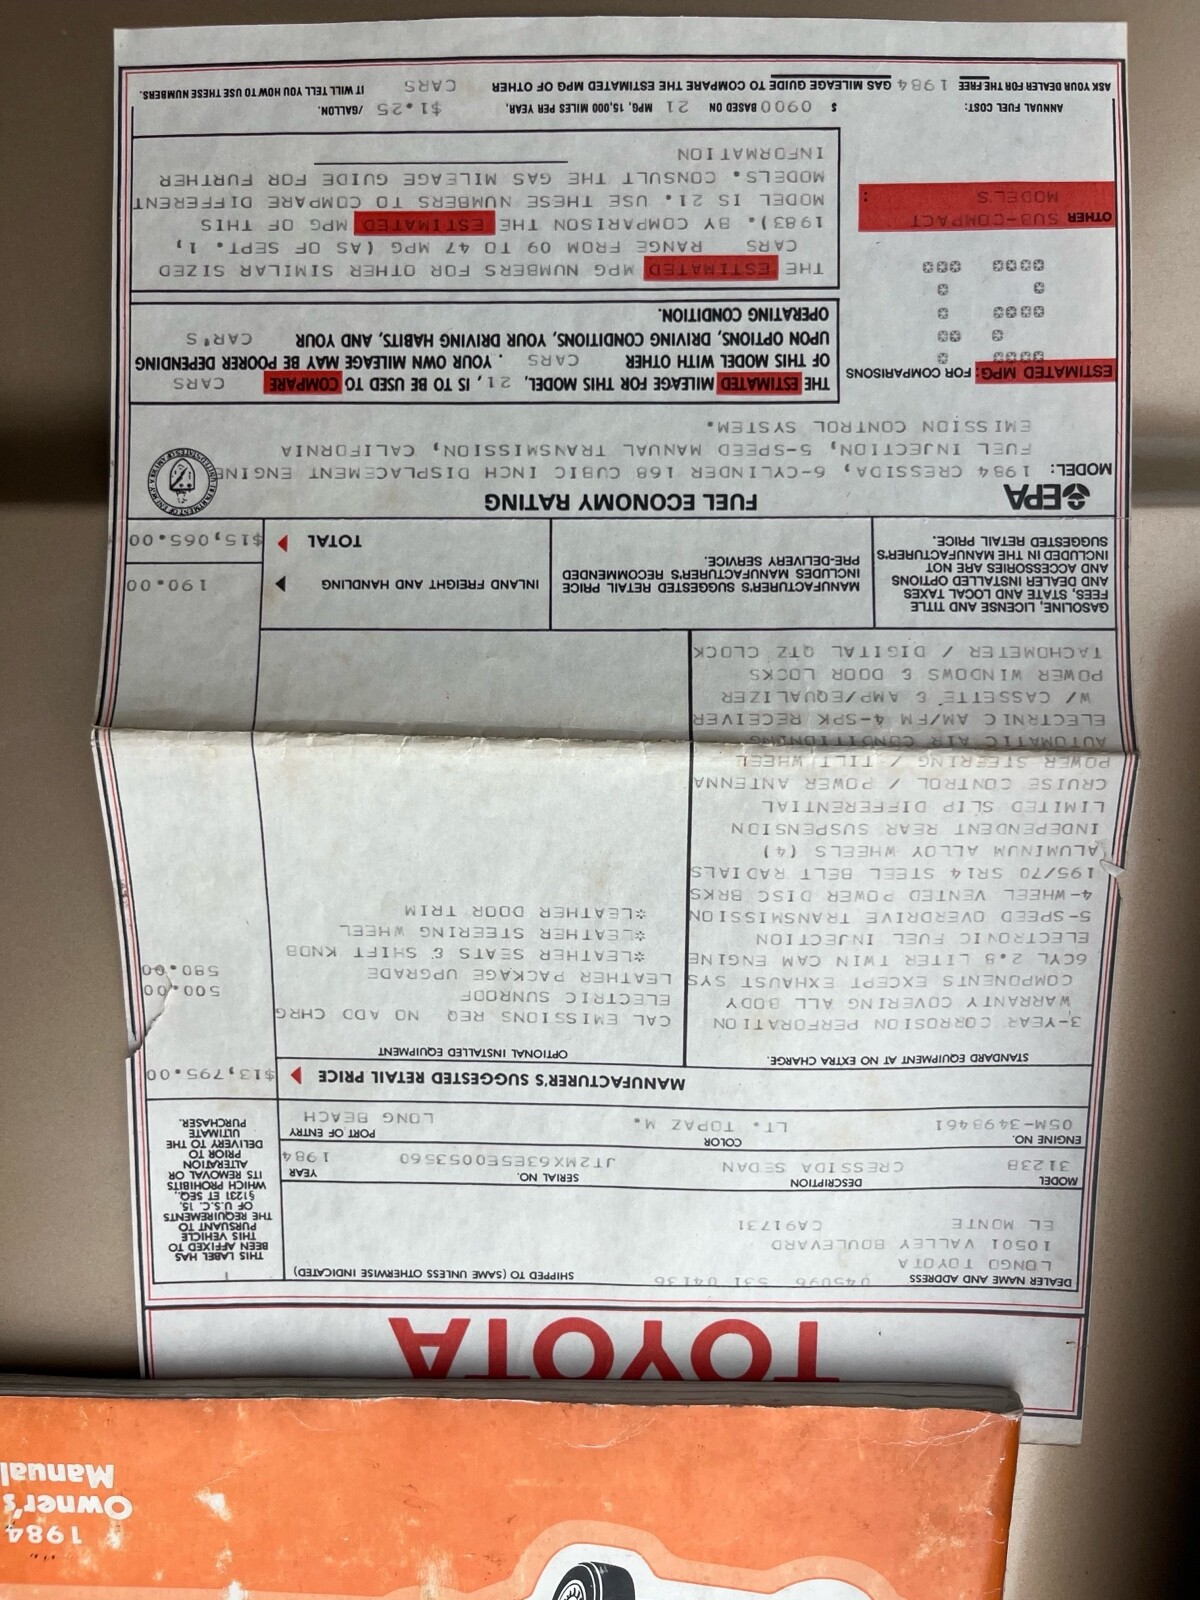 TOYOTA
DEALER NAME AND ADDRESS 045096 531 04136 SHIPPED TO (SAME UNLESS OTHERWISE INDICATED)
LONGO TOYOTA
10501 VALLEY BOULEVARD
EL MONTE CA91731
MODEL DESCRIPTION SERIAL NO. YEAR
3123B CRESSIDA SEDAN JT2MX63E5E0053560 1984
ENGINE NO. COLOR PORT OF ENTRY
05M-3498461 LT. TOPAZ M. LONG BEACH
THIS LABEL HAS
BEEN AFFIXED TO
THIS VEHICLE
PURSUANT TO
THE REQUIREMENTS
OF U.S.C. 15,
§1231 ET SEQ.,
WHICH PROHIBITS
ITS REMOVAL OR
ALTERATION
PRIOR TO
DELIVERY TO THE
ULTIMATE
PURCHASER.
MANUFACTURER'S SUGGESTED RETAIL PRICE $13,795.00
STANDARD EQUIPMENT AT NO EXTRA CHARGE.
3-YEAR CORROSION PERFORATION
WARRANTY COVERING ALL BODY
COMPONENTS EXCEPT EXHAUST SYS
6CYL 2.8 LITER TWIN CAM ENGINE
ELECTRONIC FUEL INJECTION
5-SPEED OVERDRIVE TRANSMISSION
4-WHEEL VENTED POWER DISC BRKS
195/70 SR14 STEEL BELT RADIALS
ALUMINUM ALLOY WHEELS (4)
INDEPENDENT REAR SUSPENSION
LIMITED SLIP DIFFERENTIAL
CRUISE CONTROL / POWER ANTENNA
POWER STEERING / TILT WHEEL
AUTOMATIC AIR CONDITIONING
ELECTRNIC AM/FM 4-SPK RECEIVER
W/ CASSETTE & AMP/EQUALIZER
POWER WINDOWS & DOOR LOCKS
TACHOMETER / DIGITAL QTZ CLOCK
OPTIONAL INSTALLED EQUIPMENT
CAL EMISSIONS REQ NO ADD CHRG
ELECTRIC SUNROOF 500.00
LEATHER PACKAGE UPGRADE 580.00
*LEATHER SEATS & SHIFT KNOB
*LEATHER STEERING WHEEL
*LEATHER DOOR TRIM
GASOLINE, LICENSE AND TITLE
FEES, STATE AND LOCAL TAXES
AND DEALER INSTALLED OPTIONS
AND ACCESSORIES ARE NOT
INCLUDED IN THE MANUFACTURER'S
SUGGESTED RETAIL PRICE.
MANUFACTURER'S SUGGESTED RETAIL PRICE
INCLUDES MANUFACTURER'S RECOMMENDED
PRE-DELIVERY SERVICE.
INLAND FREIGHT AND HANDLING 190.00
TOTAL $15,065.00
EPA FUEL ECONOMY RATING
MODEL: 1984 CRESSIDA, 6-CYLINDER 168 CUBIC INCH DISPLACEMENT ENGINE
FUEL INJECTION, 5-SPEED MANUAL TRANSMISSION, CALIFORNIA
EMISSION CONTROL SYSTEM.
ESTIMATED MPG: FOR COMPARISONS
21
OTHER SUB-COMPACT
MODEL'S :
THE ESTIMATED MILEAGE FOR THIS MODEL, 21, IS TO BE USED TO COMPARE CARS
OF THIS MODEL WITH OTHER CARS . YOUR OWN MILEAGE MAY BE POORER DEPENDING
UPON OPTIONS, DRIVING CONDITIONS, YOUR DRIVING HABITS, AND YOUR CAR'S
OPERATING CONDITION.
THE ESTIMATED MPG NUMBERS FOR OTHER SIMILAR SIZED
CARS RANGE FROM 09 TO 47 MPG (AS OF SEPT. 1,
1983). BY COMPARISON THE ESTIMATED MPG OF THIS
MODEL IS 21. USE THESE NUMBERS TO COMPARE DIFFERENT
MODELS. CONSULT THE GAS MILEAGE GUIDE FOR FURTHER
INFORMATION
ANNUAL FUEL COST: $ 0900 BASED ON 21 MPG, 15,000 MILES PER YEAR, $1.25 /GALLON.
ASK YOUR DEALER FOR THE FREE 1984 GAS MILEAGE GUIDE TO COMPARE THE ESTIMATED MPG OF OTHER CARS IT WILL TELL YOU HOW TO USE THESE NUMBERS.
1984
Owner's
Manual